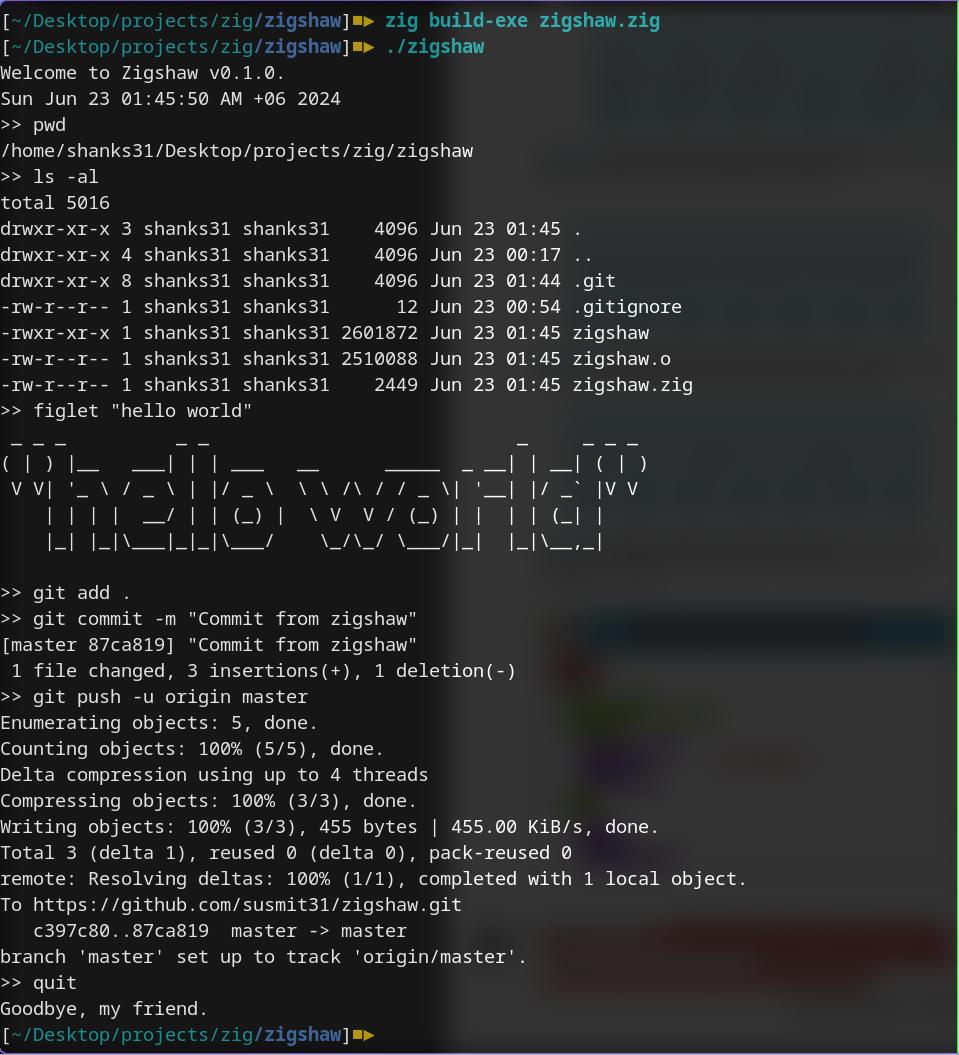 [~/Desktop/projects/zig/zigshaw]■▶ zig build-exe zigshaw.zig
[~/Desktop/projects/zig/zigshaw]■▶ ./zigshaw
Welcome to Zigshaw v0.1.0.
Sun Jun 23 01:45:50 AM +06 2024
>> pwd
/home/shanks31/Desktop/projects/zig/zigshaw
>> ls -al
total 5016
drwxr-xr-x 3 shanks31 shanks31    4096 Jun 23 01:45 .
drwxr-xr-x 4 shanks31 shanks31    4096 Jun 23 00:17 ..
drwxr-xr-x 8 shanks31 shanks31    4096 Jun 23 01:44 .git
-rw-r--r-- 1 shanks31 shanks31      12 Jun 23 00:54 .gitignore
-rwxr-xr-x 1 shanks31 shanks31 2601872 Jun 23 01:45 zigshaw
-rw-r--r-- 1 shanks31 shanks31 2510088 Jun 23 01:45 zigshaw.o
-rw-r--r-- 1 shanks31 shanks31    2449 Jun 23 01:45 zigshaw.zig
>> figlet "hello world"
 _ _ _          _ _                            _     _ _ _
( | ) |__   ___| | | ___   __      _____  _ __| | __| ( | )
 V V| '_ \ / _ \ | |/ _ \  \ \ /\ / / _ \| '__| |/ _` |V V
    | | | |  __/ | | (_) |  \ V  V / (_) | |  | | (_| |
    |_| |_|\___|_|_|\___/    \_/\_/ \___/|_|  |_|\__,_|
>> git add .
>> git commit -m "Commit from zigshaw"
[master 87ca819] "Commit from zigshaw"
 1 file changed, 3 insertions(+), 1 deletion(-)
>> git push -u origin master
Enumerating objects: 5, done.
Counting objects: 100% (5/5), done.
Delta compression using up to 4 threads
Compressing objects: 100% (3/3), done.
Writing objects: 100% (3/3), 455 bytes | 455.00 KiB/s, done.
Total 3 (delta 1), reused 0 (delta 0), pack-reused 0
remote: Resolving deltas: 100% (1/1), completed with 1 local object.
To https://github.com/susmit31/zigshaw.git
   c397c80..87ca819  master -> master
branch 'master' set up to track 'origin/master'.
>> quit
Goodbye, my friend.
[~/Desktop/projects/zig/zigshaw]■▶